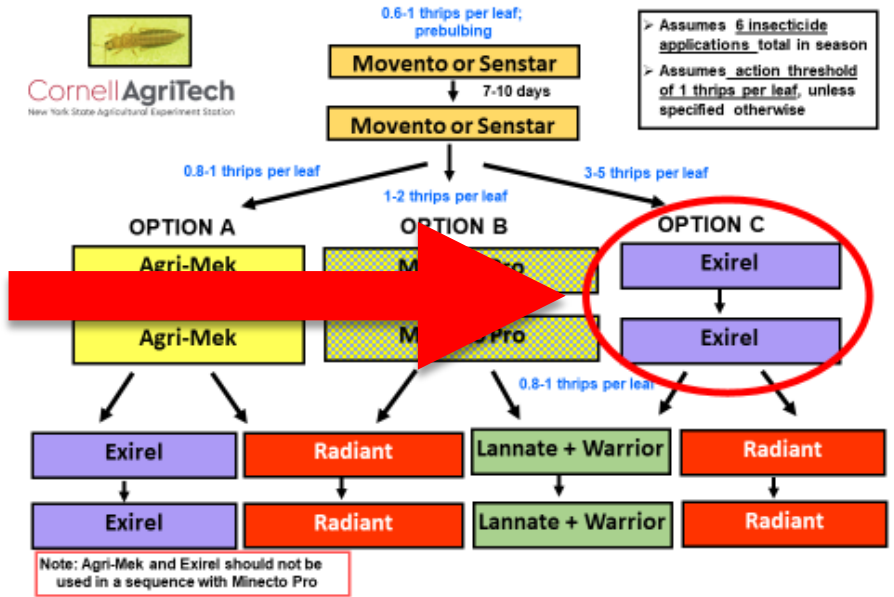 0.6-1 thrips per leaf;
prebulbing
Movento or Senstar
7-10 days
Movento or Senstar
➤ Assumes 6 insecticide
applications total in season
➤ Assumes action threshold
of 1 thrips per leaf, unless
specified otherwise
Cornell AgriTech
New York State Agricultural Experiment Station
0.8-1 thrips per leaf
1-2 thrips per leaf
3-5 thrips per leaf
OPTION A
OPTION B
OPTION C
Agri-Mek
Pro
Exirel
Agri-Mek
Pro
Exirel
0.8-1 thrips per leaf
Exirel
Radiant
Lannate + Warrior
Radiant
Exirel
Radiant
Lannate + Warrior
Radiant
Note: Agri-Mek and Exirel should not be
used in a sequence with Minecto Pro